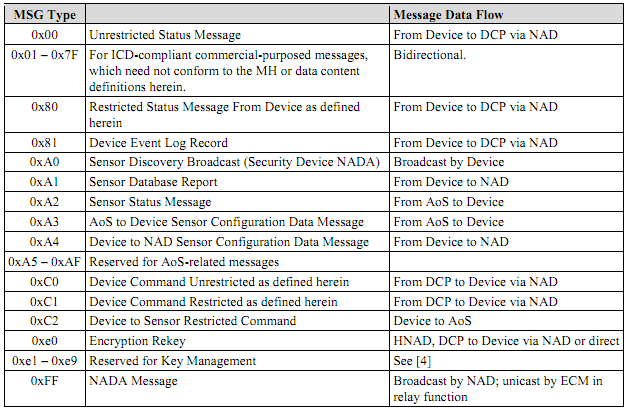 MSG Type Message Data Flow
0x00 Unrestricted Status Message From Device to DCP via NAD
0x01 – 0x7F For ICD-compliant commercial-purposed messages, Bidirectional.
which need not conform to the MH or data content
definitions herein.
0x80 Restricted Status Message From Device as defined From Device to DCP via NAD
herein
0x81 Device Event Log Record From Device to DCP via NAD
0xA0 Sensor Discovery Broadcast (Security Device NADA) Broadcast by Device
0xA1 Sensor Database Report From Device to NAD
0xA2 Sensor Status Message From AoS to Device
0xA3 AoS to Device Sensor Configuration Data Message From AoS to Device
0xA4 Device to NAD Sensor Configuration Data Message From Device to NAD
0xA5 – 0xAF Reserved for AoS-related messages
0xC0 Device Command Unrestricted as defined herein From DCP to Device via NAD
0xC1 Device Command Restricted as defined herein From DCP to Device via NAD
0xC2 Device to Sensor Restricted Command Device to AoS
0xe0 Encryption Rekey HNAD, DCP to Device via NAD or direct
0xe1 – 0xe9 Reserved for Key Management See [4]
0xFF NADA Message Broadcast by NAD; unicast by ECM in
relay function